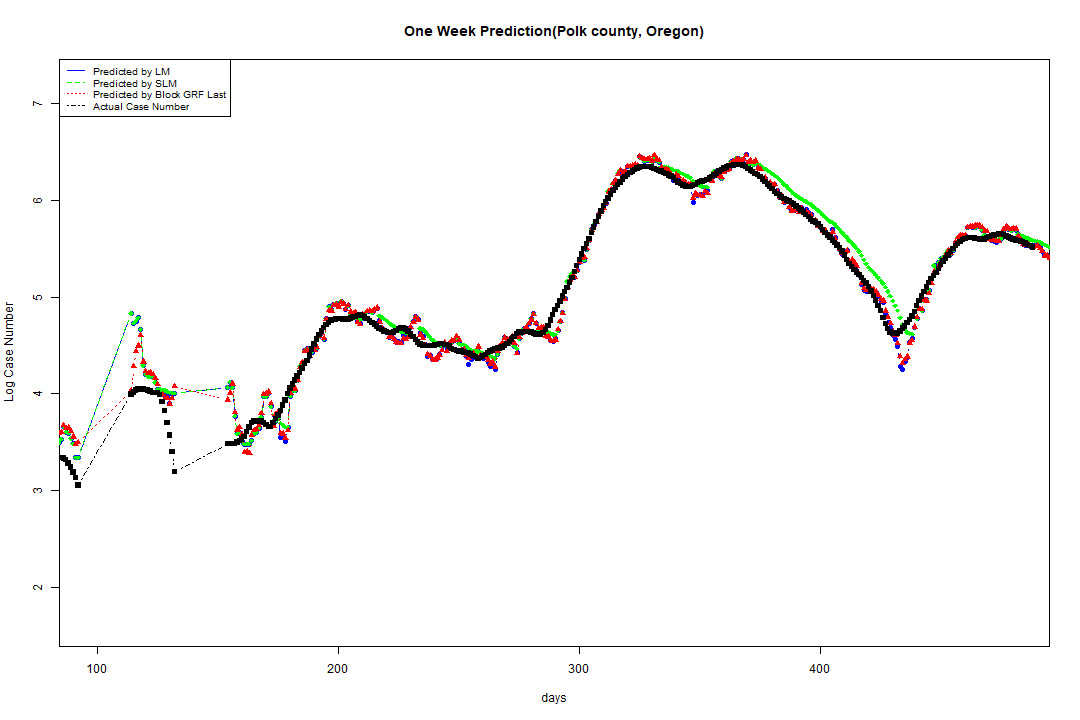 One Week Prediction(Polk county, Oregon)
Predicted by LM
Predicted by SLM
Predicted by Block GRF Last
Actual Case Number
7
6
5
4
3
2
Log Case Number
100 200 300 400
days